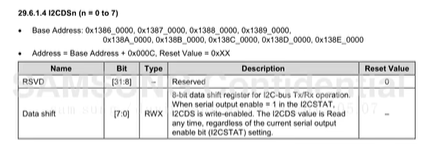 29.6.1.4 I2CDSn (n = 0 to 7)
• Base Address: 0x1386_0000, 0x1387_0000, 0x1388_0000, 0x1389_0000,
0x138A_0000, 0x138B_0000, 0x138C_0000, 0x138D_0000, 0x138E_0000
• Address = Base Address + 0x000C, Reset Value = 0xXX
Name Bit Type Description Reset Value
RSVD [31:8] – Reserved 0
Data shift [7:0] RWX 8-bit data shift register for I2C-bus Tx/Rx operation.
When serial output enable = 1 in the I2CSTAT,
I2CDS is write-enabled. The I2CDS value is Read
any time, regardless of the current serial output
enable bit (I2CSTAT) setting. –